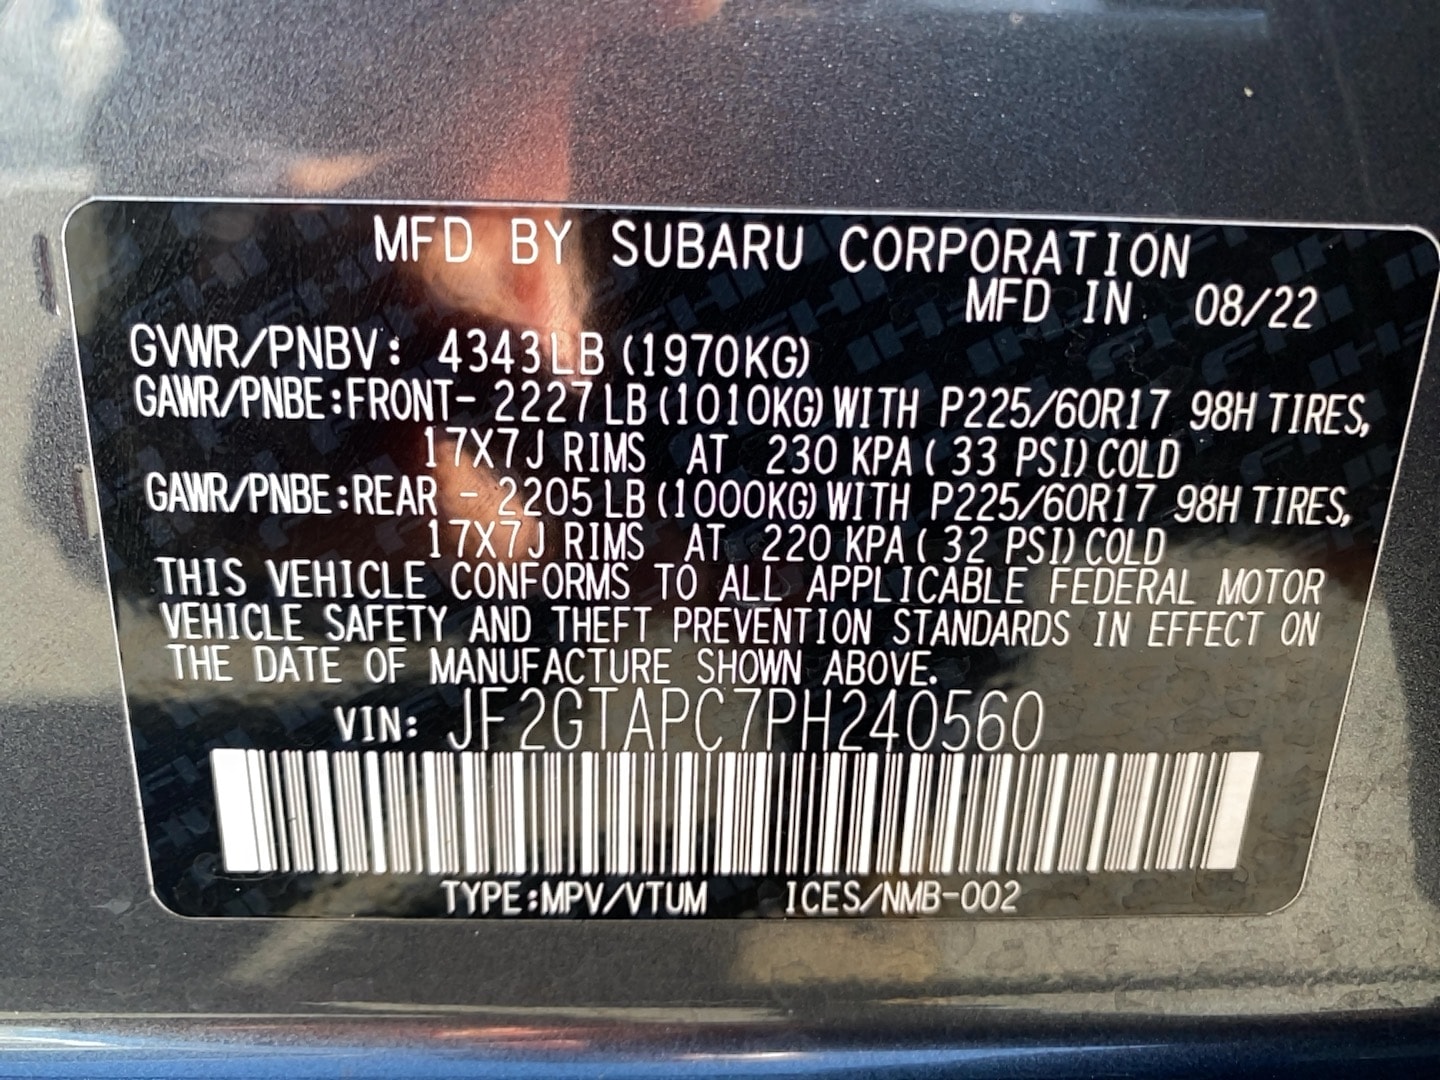 MFD BY SUBARU CORPORATION
MFD IN 08/22
GVWR/PNBV: 4343LB (1970KG)
GAWR/PNBE:FRONT- 2227LB (1010KG) WITH P225/60R17 98H TIRES,
17X7J RIMS AT 230 KPA ( 33 PSI) COLD
GAWR/PNBE:REAR - 2205LB (1000KG) WITH P225/60R17 98H TIRES,
17X7J RIMS AT 220 KPA ( 32 PSI) COLD
THIS VEHICLE CONFORMS TO ALL APPLICABLE FEDERAL MOTOR
VEHICLE SAFETY AND THEFT PREVENTION STANDARDS IN EFFECT ON
THE DATE OF MANUFACTURE SHOWN ABOVE.
VIN: JF2GTAPC7PH240560
TYPE:MPV/VTUM ICES/NMB-002